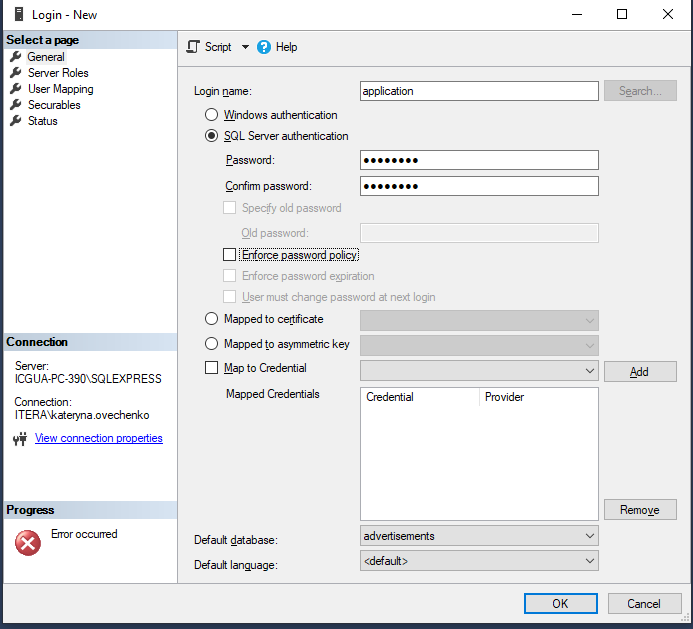 Login - New
Select a page
General
Server Roles
User Mapping
Securables
Status
Script
Help
Login name:
application
Search...
Windows authentication
SQL Server authentication
Password:
●●●●●●●●
Confirm password:
●●●●●●●●
Specify old password
Old password:
Enforce password policy
Enforce password expiration
User must change password at next login
Mapped to certificate
Mapped to asymmetric key
Map to Credential
Add
Mapped Credentials
Credential Provider
Remove
Default database:
advertisements
Default language:
<default>
Connection
Server:
ICGUA-PC-390\SQLEXPRESS
Connection:
ITERA\kateryna.ovechenko
View connection properties
Progress
Error occurred
OK
Cancel